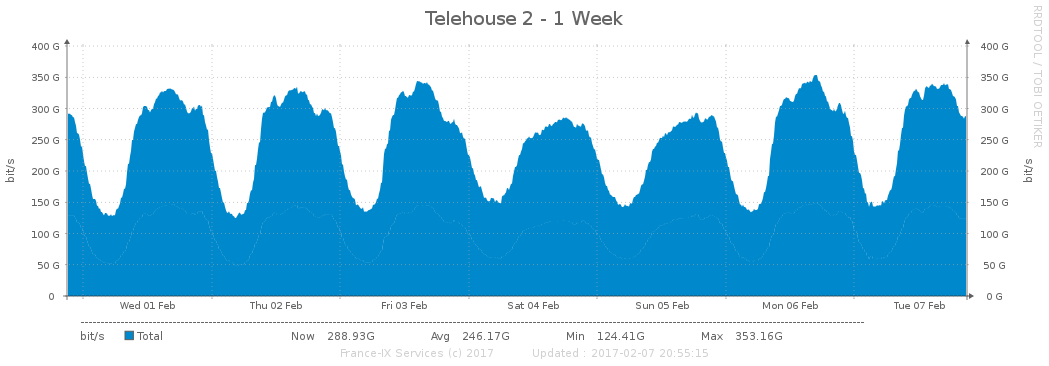 Telehouse 2 - 1 Week
RRDTOOL / TOBI OETIKER
400 G 400 G
350 G 350 G
300 G 300 G
250 G 250 G
200 G 200 G
150 G 150 G
100 G 100 G
50 G 50 G
0 0 G
bit/s
bit/s
Wed 01 Feb Thu 02 Feb Fri 03 Feb Sat 04 Feb Sun 05 Feb Mon 06 Feb Tue 07 Feb
bit/s Total Now 288.93G Avg 246.17G Min 124.41G Max 353.16G
France-IX Services (c) 2017 Updated : 2017-02-07 20:55:15